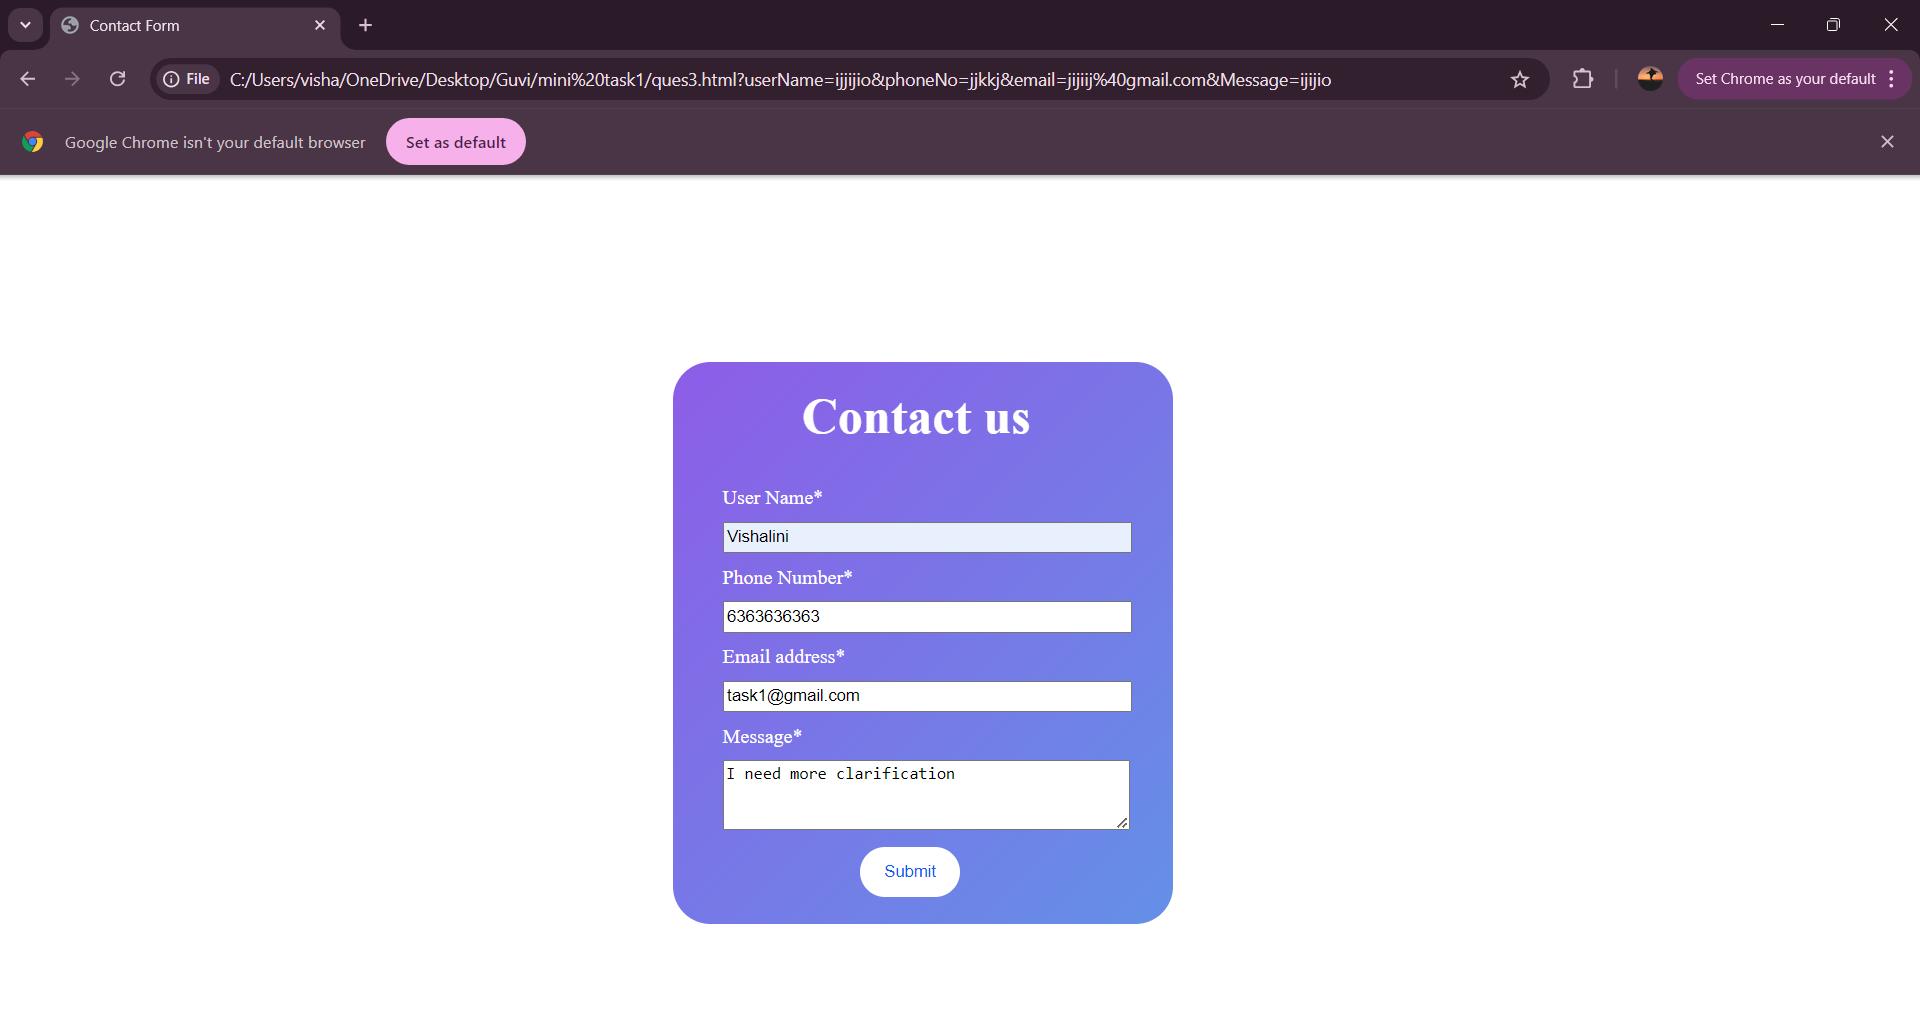 Contact Form
File C:/Users/visha/OneDrive/Desktop/Guvi/mini%20task1/ques3.html?userName=ijjijio&phoneNo=jjkkj&email=jijiij%40gmail.com&Message=ijijio Set Chrome as your default
Google Chrome isn't your default browser Set as default
Contact us
User Name*
Vishalini
Phone Number*
6363636363
Email address*
task1@gmail.com
Message*
I need more clarification
Submit